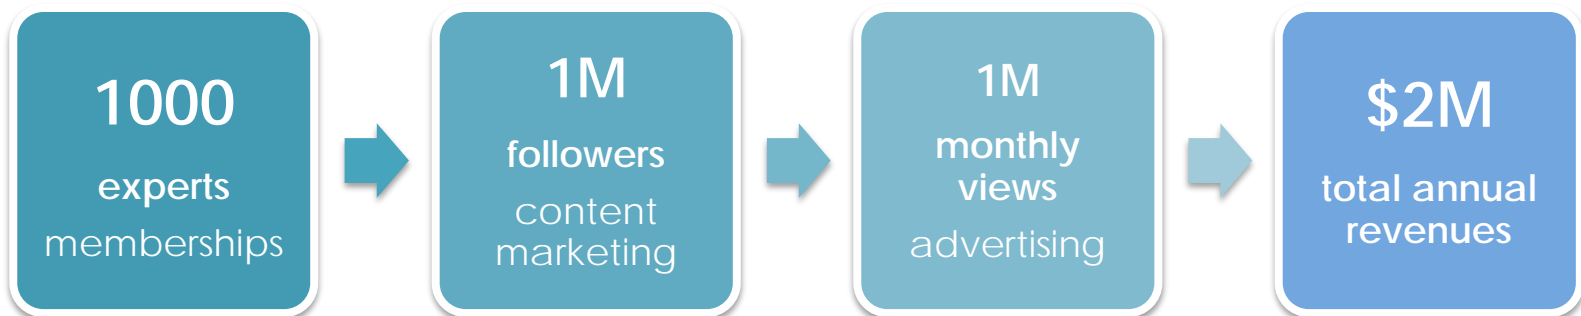 1000
experts
memberships
1M
followers
content
marketing
1M
monthly
views
advertising
$2M
total annual
revenues